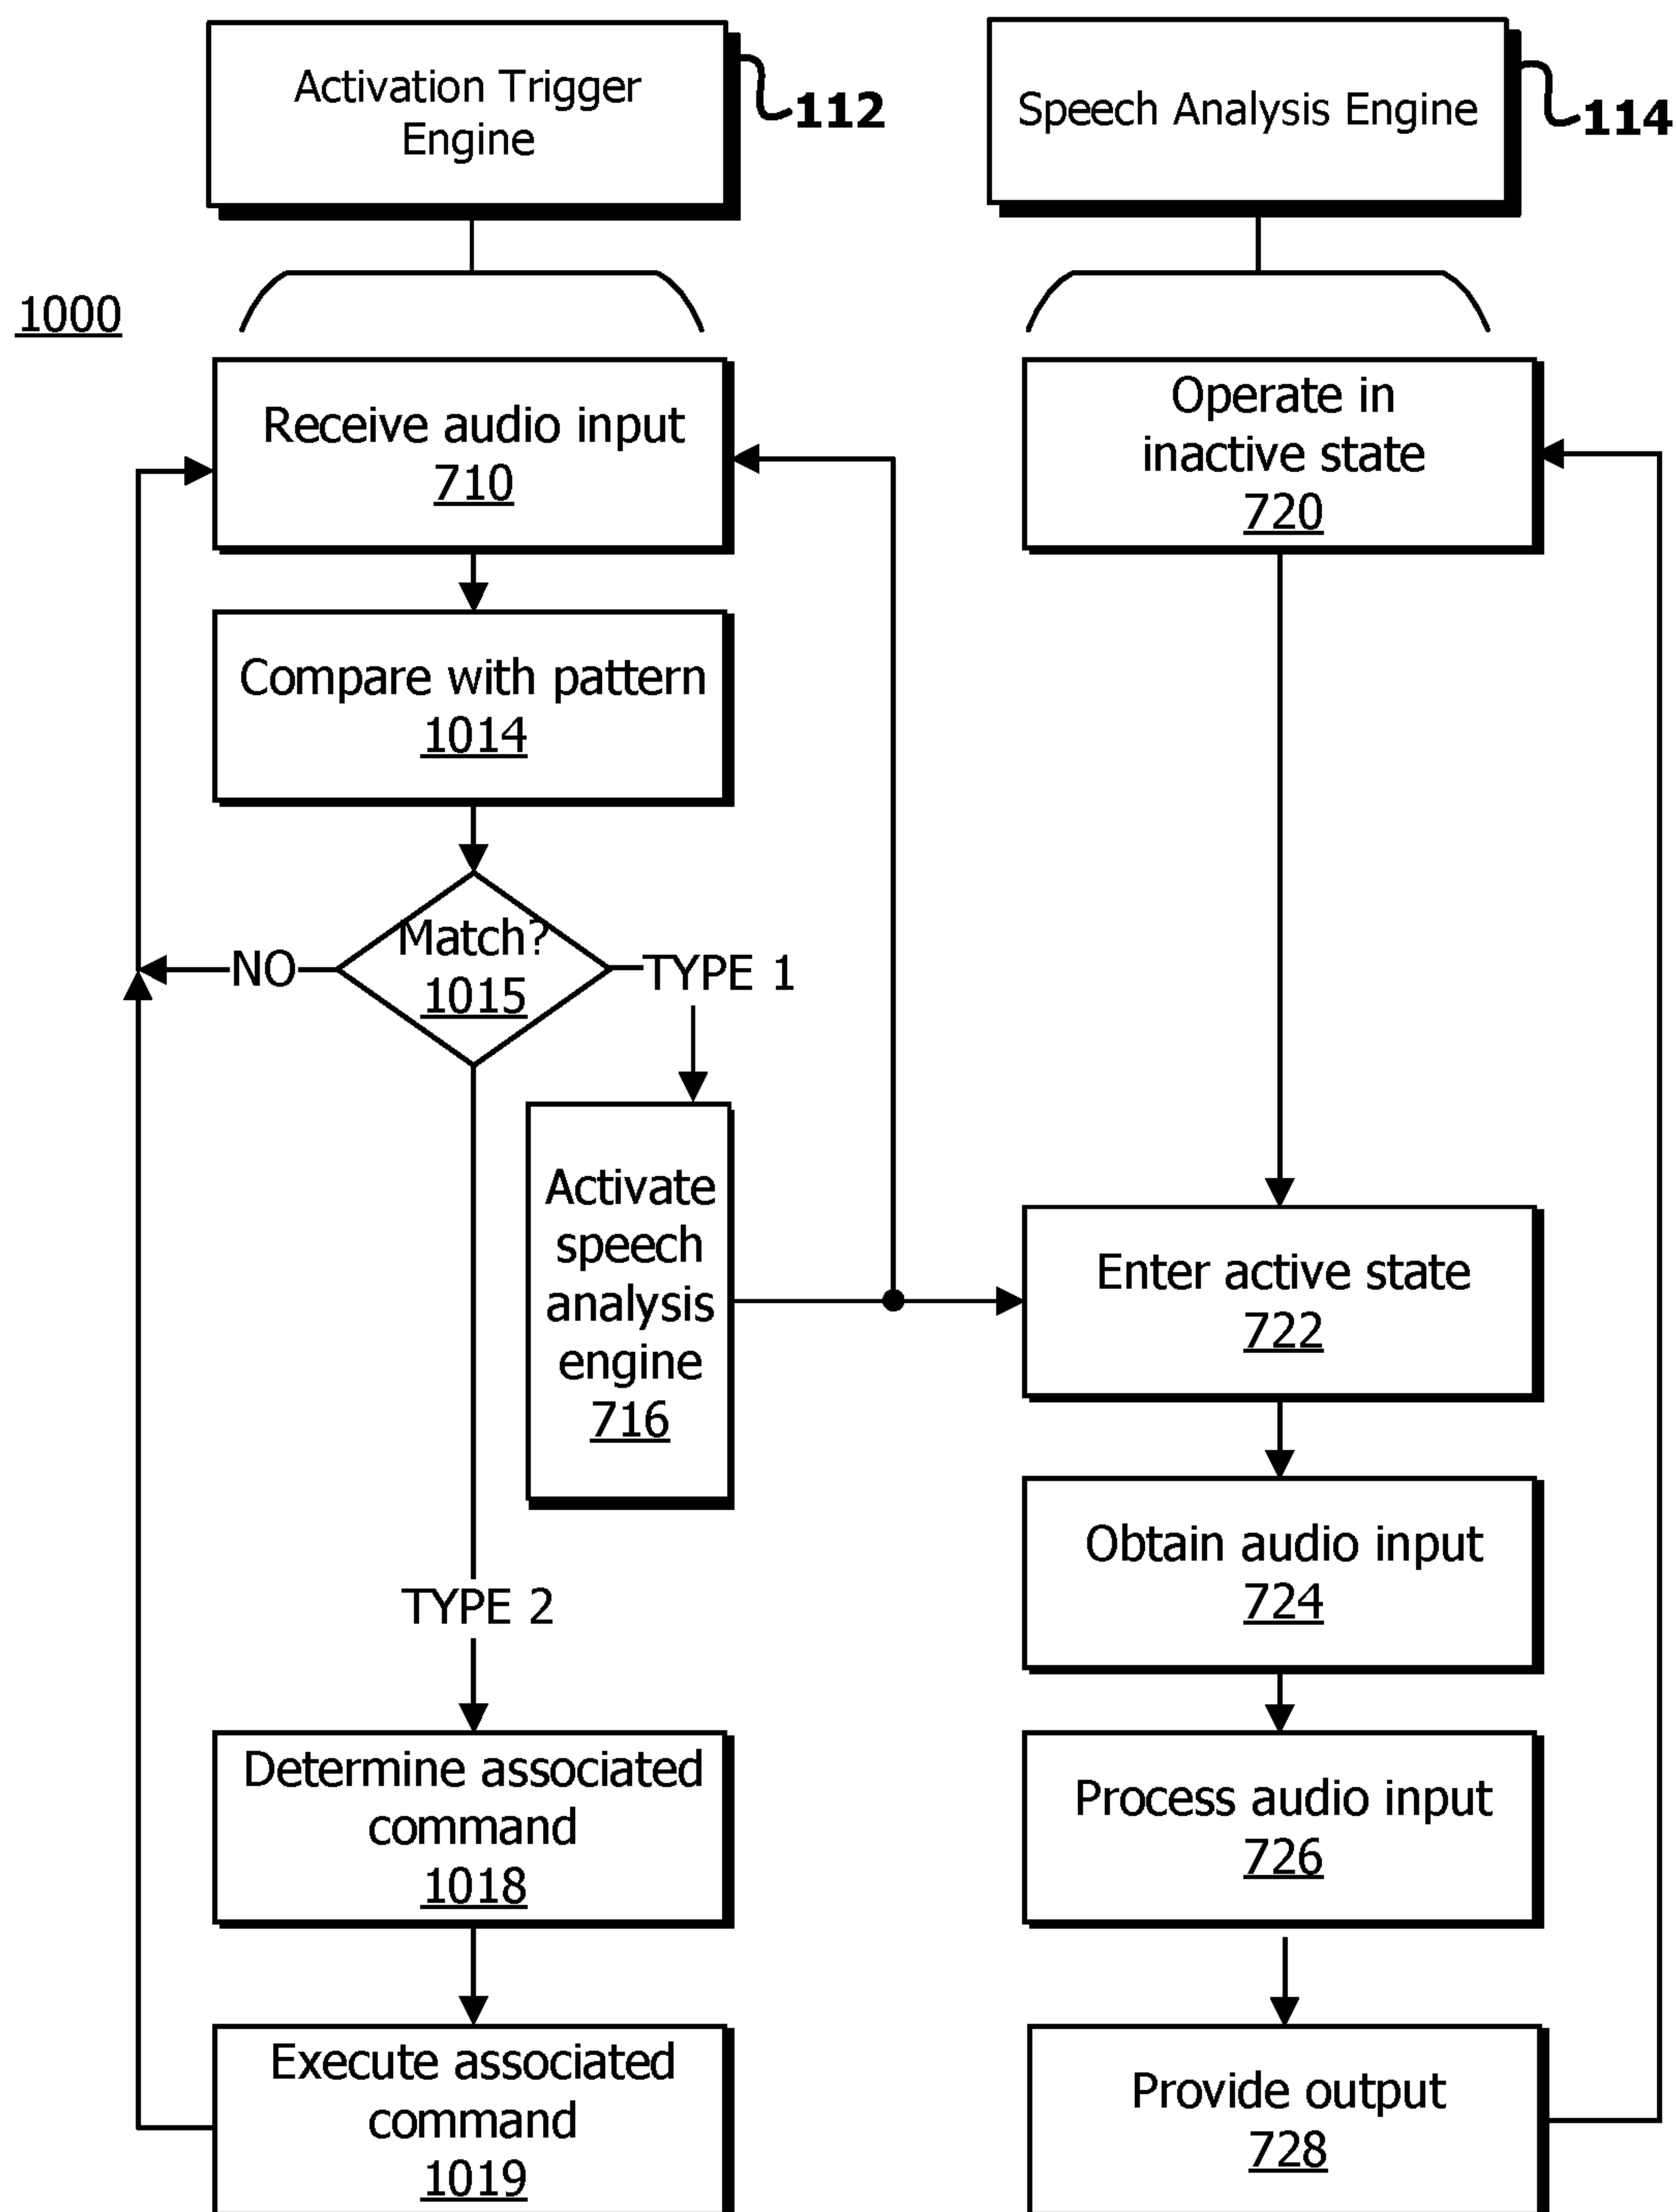 Activation Trigger
Engine
112
Speech Analysis Engine
114
1000
Receive audio input
710
Compare with pattern
1014
Match?
1015
NO
TYPE 1
Activate
speech
analysis
engine
716
TYPE 2
Determine associated
command
1018
Execute associated
command
1019
Operate in
inactive state
720
Enter active state
722
Obtain audio input
724
Process audio input
726
Provide output
728